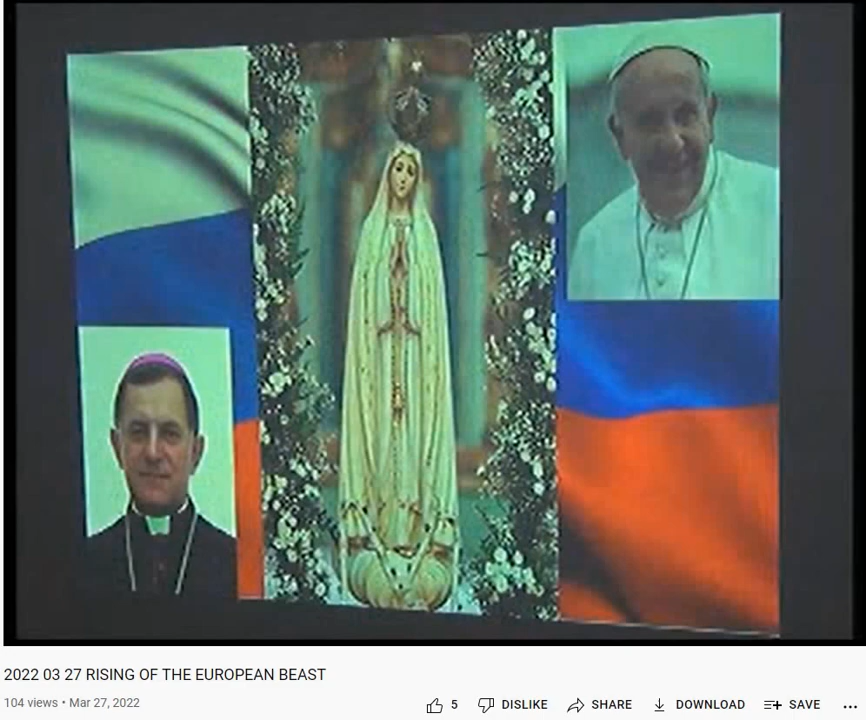 2022 03 27 RISING OF THE EUROPEAN BEAST
104 views • Mar 27, 2022
5 DISLIKE SHARE DOWNLOAD SAVE